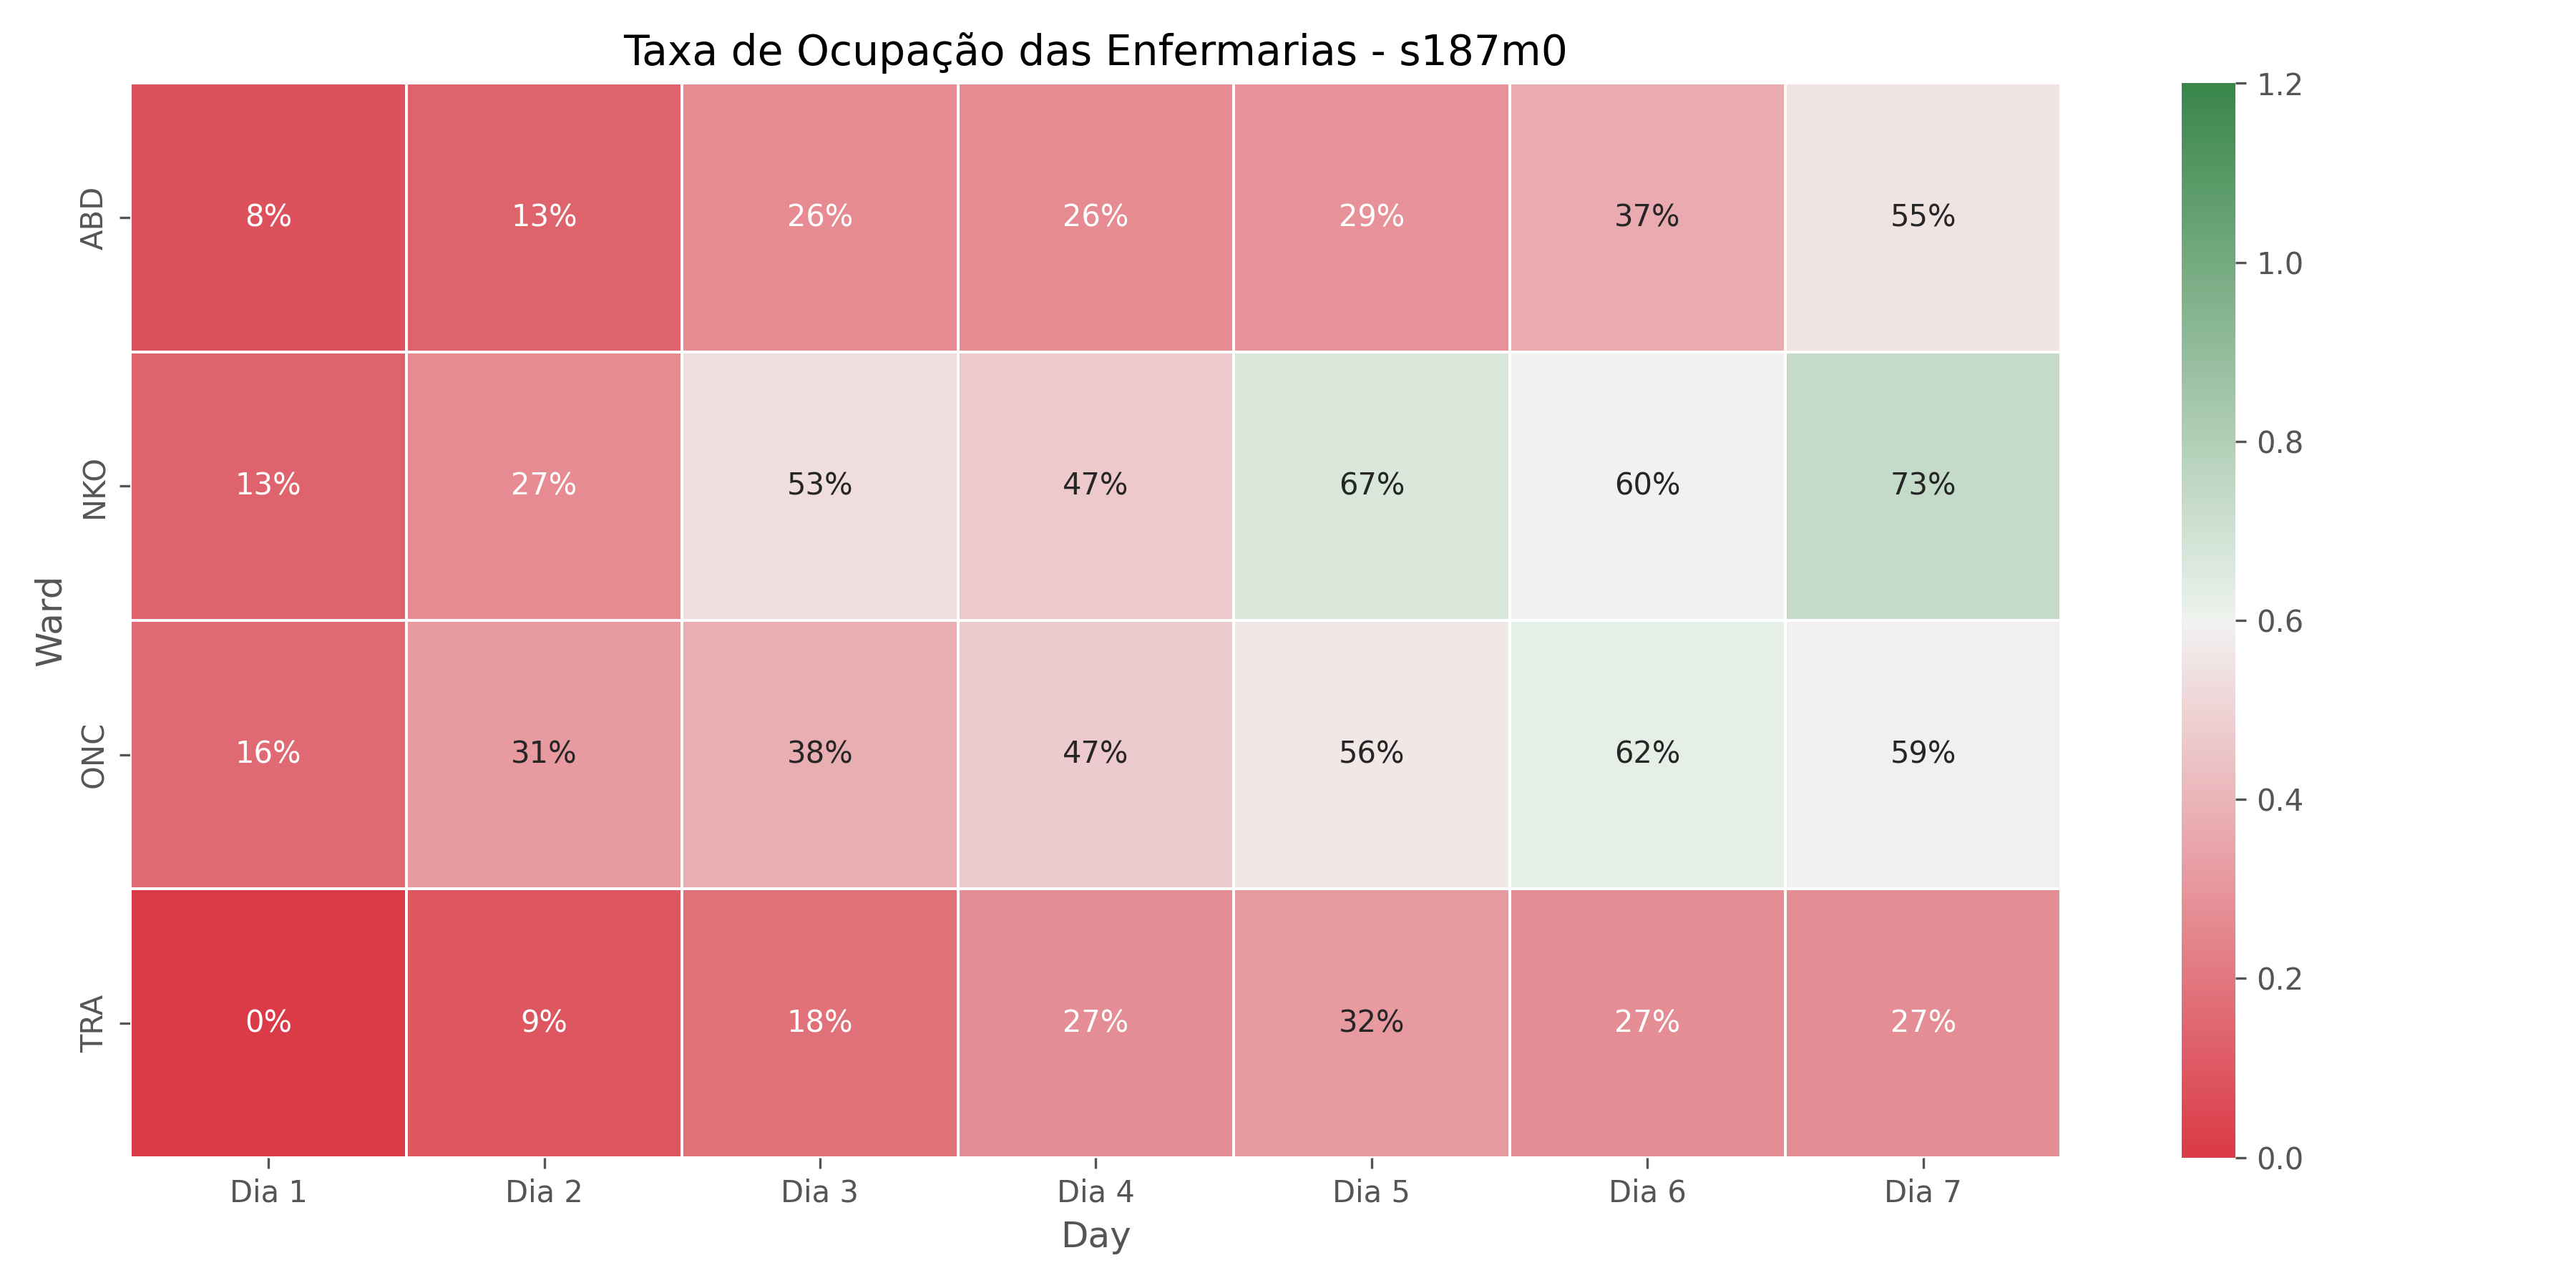 Taxa de Ocupação das Enfermarias - s187m0
Ward
ABD
8% 13% 26% 26% 29% 37% 55%
NKO
13% 27% 53% 47% 67% 60% 73%
ONC
16% 31% 38% 47% 56% 62% 59%
TRA
0% 9% 18% 27% 32% 27% 27%
Dia 1 Dia 2 Dia 3 Dia 4 Dia 5 Dia 6 Dia 7
Day
1.2
1.0
0.8
0.6
0.4
0.2
0.0